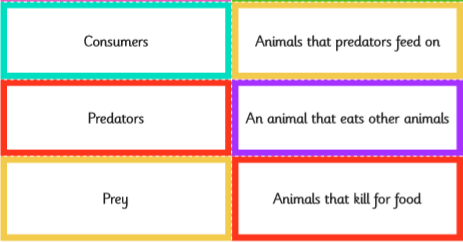 Consumers
Animals that predators feed on
Predators
An animal that eats other animals
Prey
Animals that kill for food